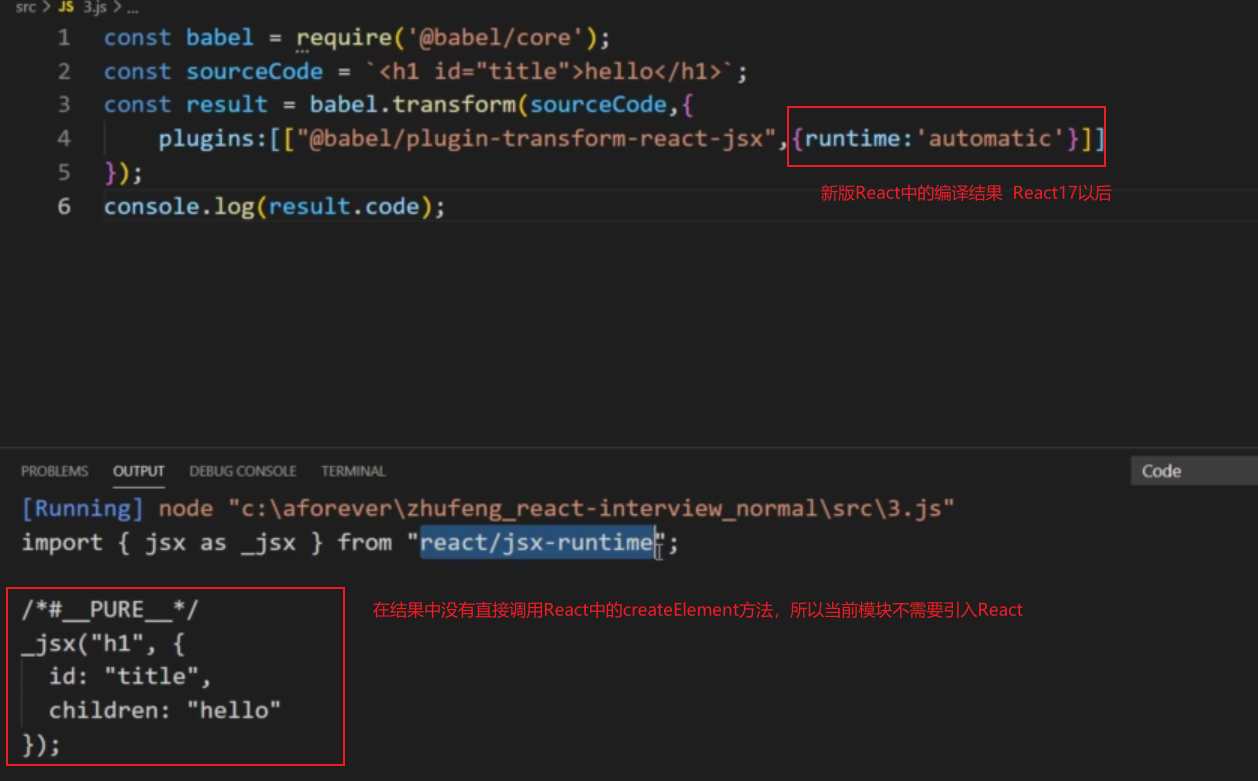 src > JS 3.js > ...
1 const babel = require('@babel/core');
2 const sourceCode = `<h1 id="title">hello</h1>`;
3 const result = babel.transform(sourceCode,{
4 plugins:[["@babel/plugin-transform-react-jsx",{runtime:'automatic'}]]
5 });
新版React中的编译结果 React17以后
6 console.log(result.code);
PROBLEMS OUTPUT DEBUG CONSOLE TERMINAL Code
[Running] node "c:\aforever\zhufeng_react-interview_normal\src\3.js"
import { jsx as _jsx } from "react/jsx-runtime";
/*#__PURE__*/
在结果中没有直接调用React中的createElement方法，所以当前模块不需要引入React
_jsx("h1", {
id: "title",
children: "hello"
});